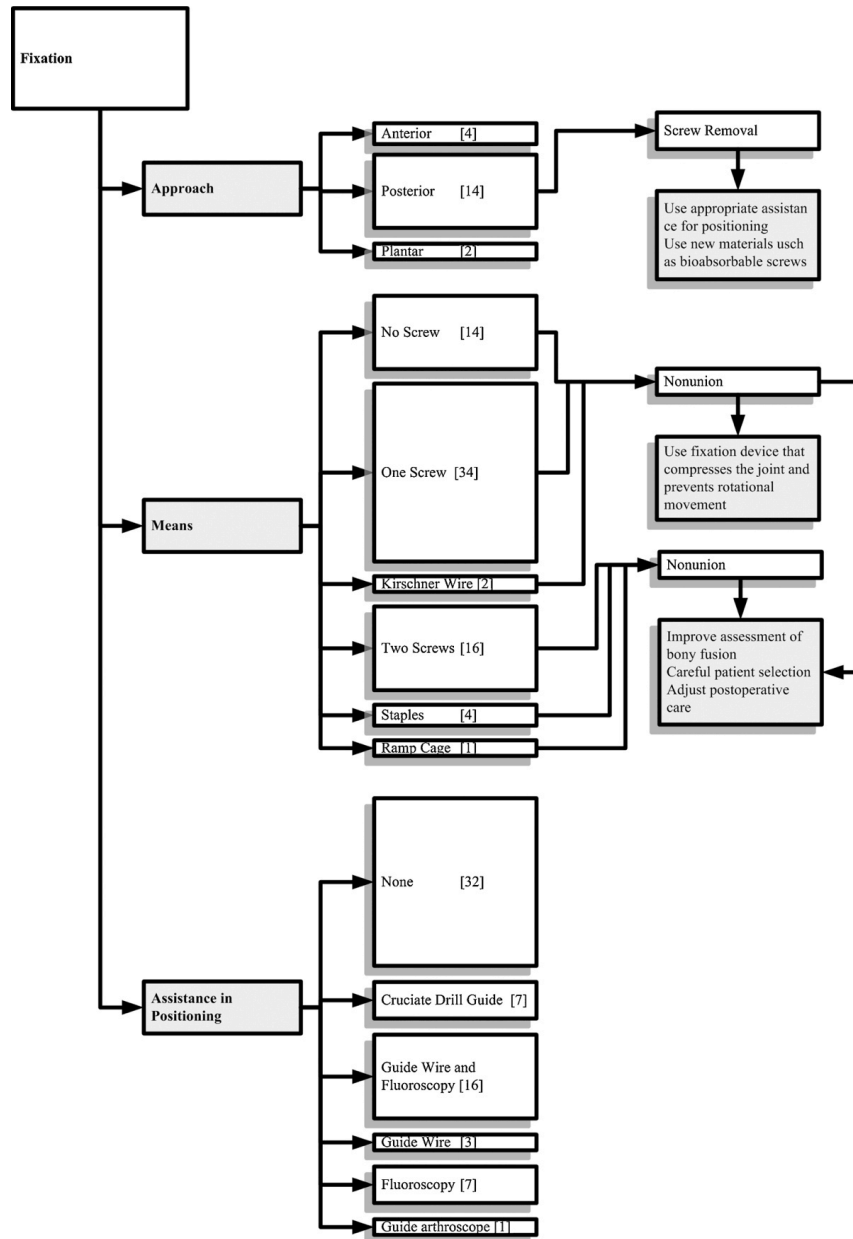 Fixation
Approach
Anterior [4]
Posterior [14]
Plantar [2]
Screw Removal
Use appropriate assistan
ce for positioning
Use new materials usch
as bioabsorbable screws
Means
No Screw [14]
One Screw [34]
Kirschner Wire [2]
Two Screws [16]
Staples [4]
Ramp Cage [1]
Nonunion
Use fixation device that
compresses the joint and
prevents rotational
movement
Nonunion
Improve assessment of
bony fusion
Careful patient selection
Adjust postoperative
care
Assistance in
Positioning
None [32]
Cruciate Drill Guide [7]
Guide Wire and
Fluoroscopy [16]
Guide Wire [3]
Fluoroscopy [7]
Guide arthroscope [1]